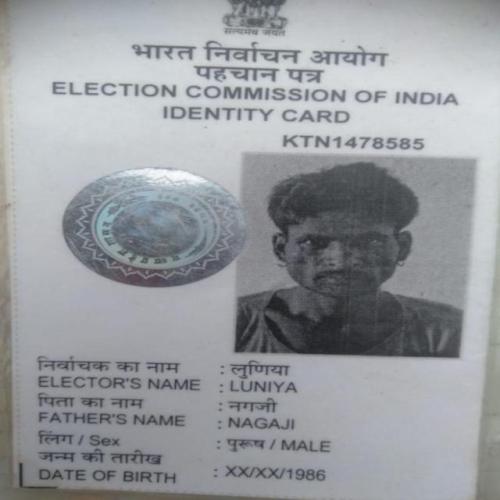 सत्यमेव जयते
भारत निर्वाचन आयोग
पहचान पत्र
ELECTION COMMISSION OF INDIA
IDENTITY CARD
KTN1478585
निर्वाचक का नाम : लुणिया
ELECTOR'S NAME : LUNIYA
पिता का नाम : नगजी
FATHER'S NAME : NAGAJI
लिंग / Sex : पुरूष / MALE
जन्म की तारीख
DATE OF BIRTH : XX/XX/1986